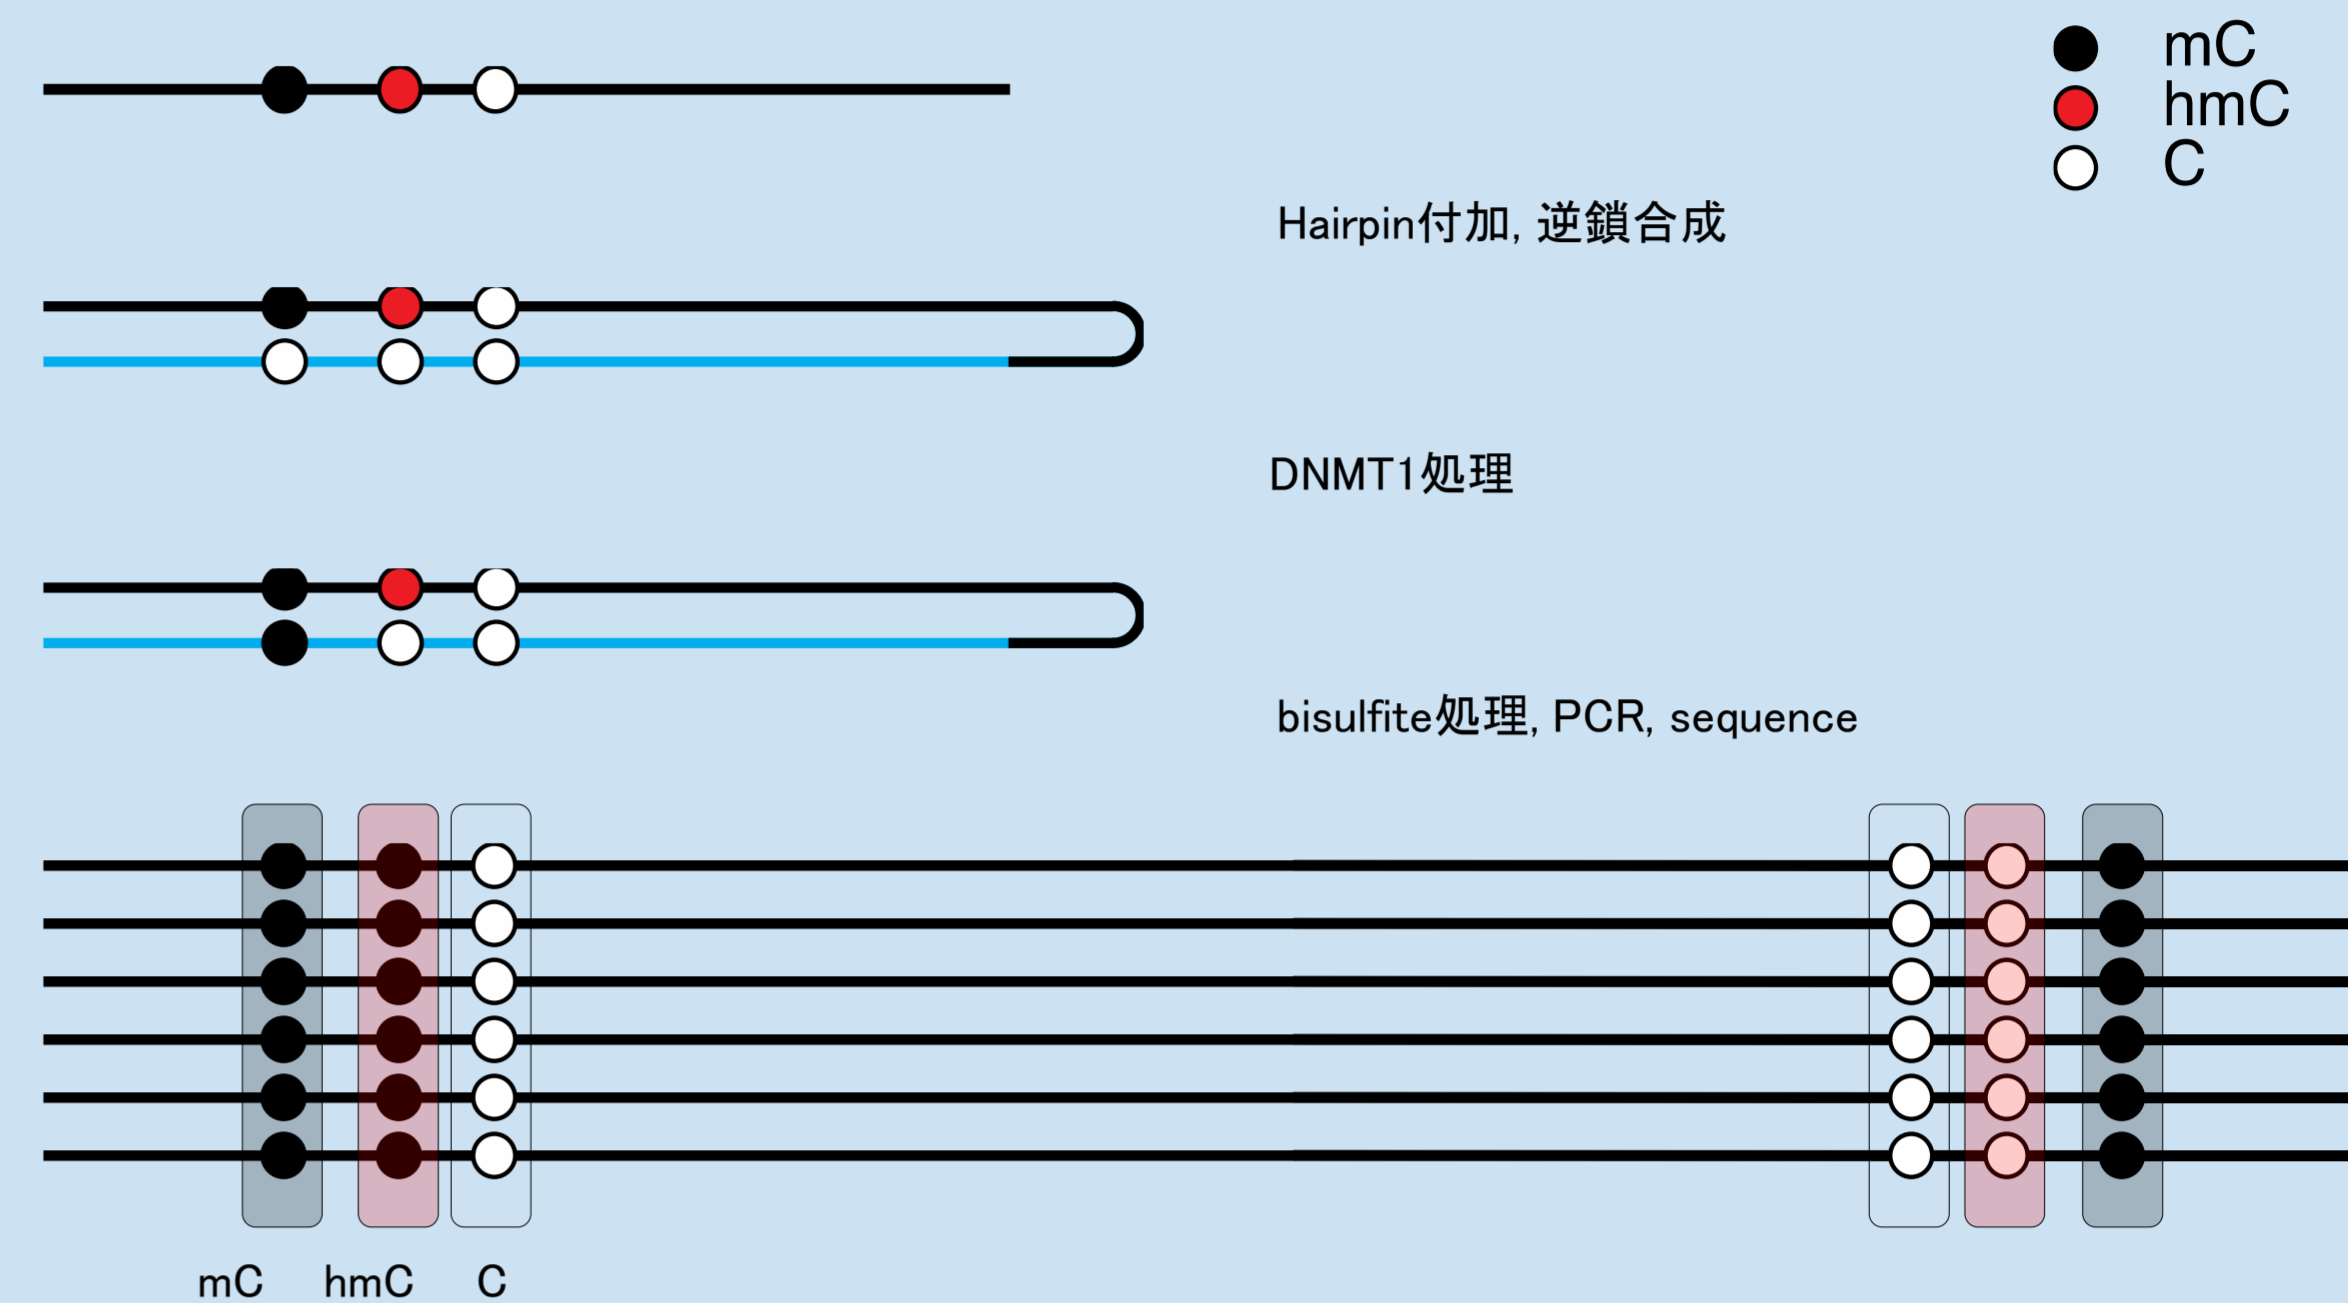 mC
hmC
C
Hairpin付加, 逆鎖合成
DNMT1処理
bisulfite処理, PCR, sequence
mC hmC C